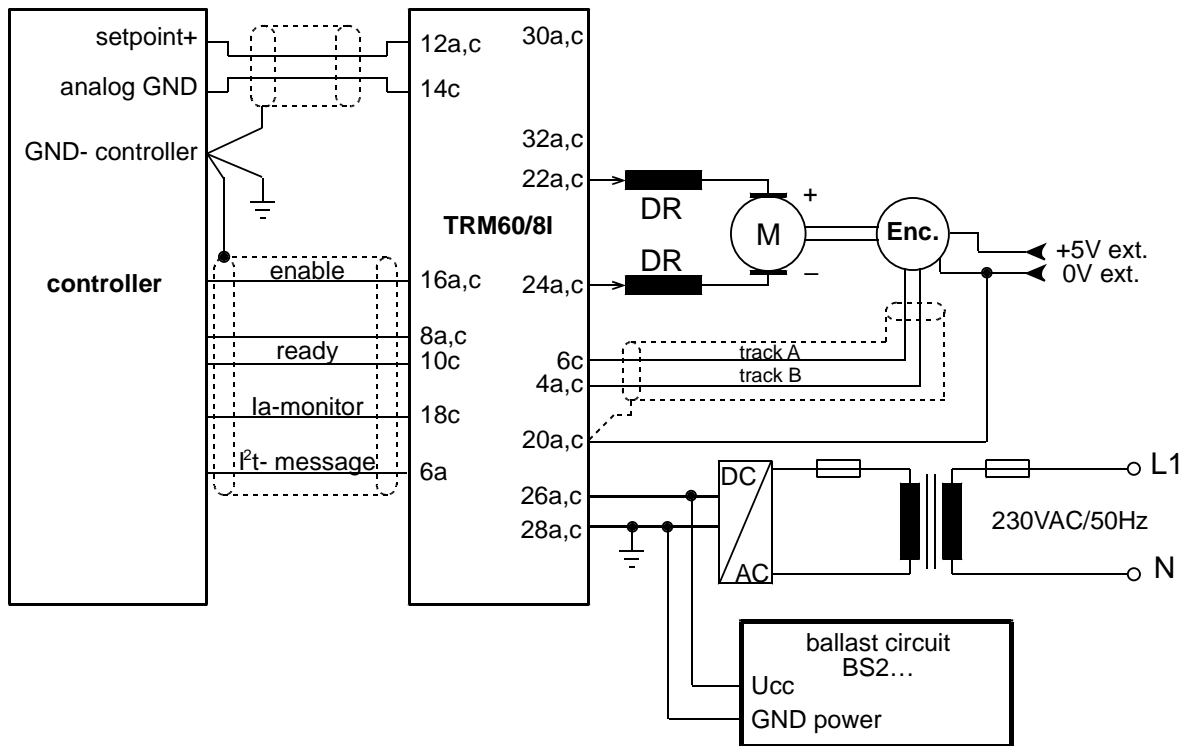 setpoint+
analog GND
GND- controller
controller
enable
ready
Ia-monitor
I²t- message
12a,c
14c
16a,c
8a,c
10c
18c
6a
TRM60/8I
30a,c
32a,c
22a,c
24a,c
6c
4a,c
20a,c
26a,c
28a,c
DR
DR
M
+
−
Enc.
+5V ext.
0V ext.
track A
track B
DC
AC
L1
230VAC/50Hz
N
ballast circuit
BS2…
Ucc
GND power